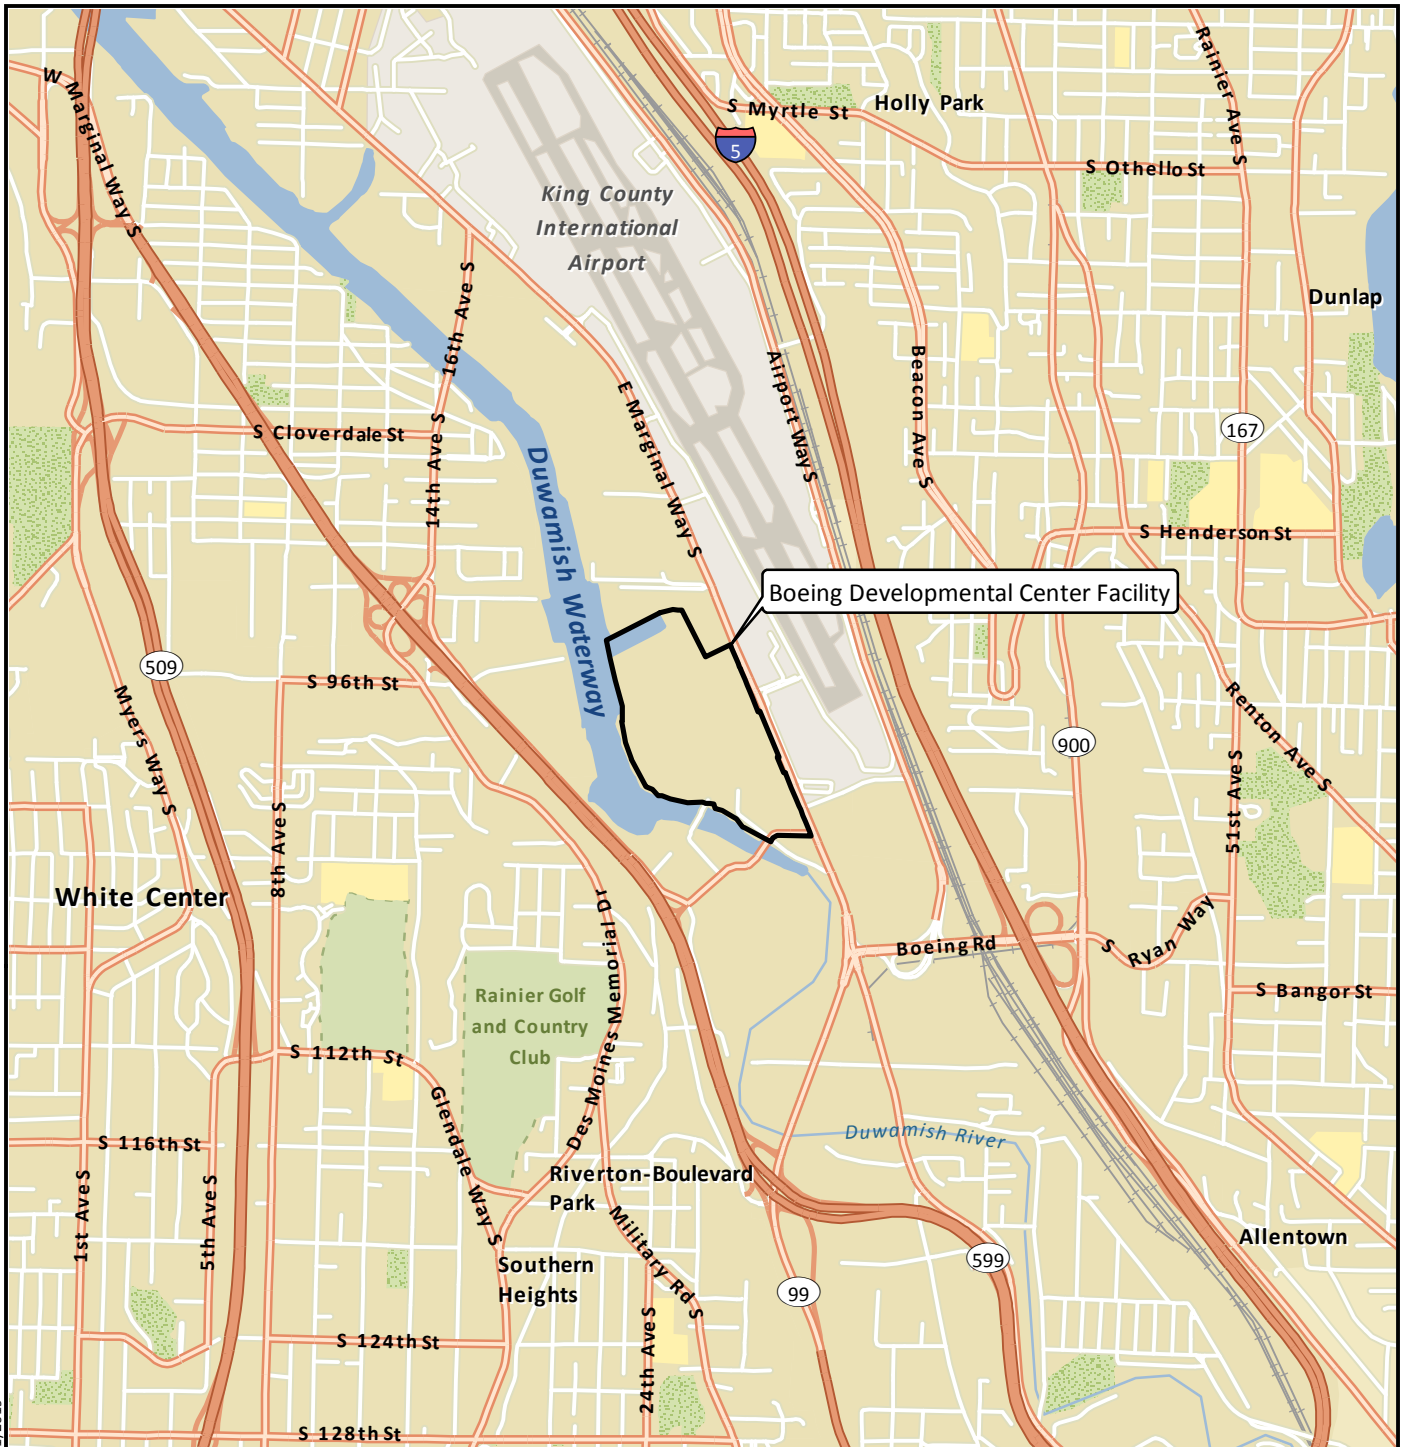 W Marginal Way S
S Myrtle St
Holly Park
Rainier Ave S
5
S Othello St
King County
International
Airport
16th Ave S
Dunlap
E Marginal Way S
Airport Way S
Beacon Ave S
14th Ave S
S Cloverdale St
167
Duwamish Waterway
S Henderson St
Boeing Developmental Center Facility
509
S 96th St
Myers Way S
Renton Ave S
900
51st Ave S
8th Ave S
White Center
Des Moines Memorial Dr
Boeing Rd
S Ryan Way
S Bangor St
Rainier Golf
and Country
Club
S 112th St
Glendale Way S
Duwamish River
S 116th St
1st Ave S
5th Ave S
Riverton-Boulevard
Park
Military Rd S
Allentown
Southern
Heights
599
99
24th Ave S
S 124th St
S 128th St